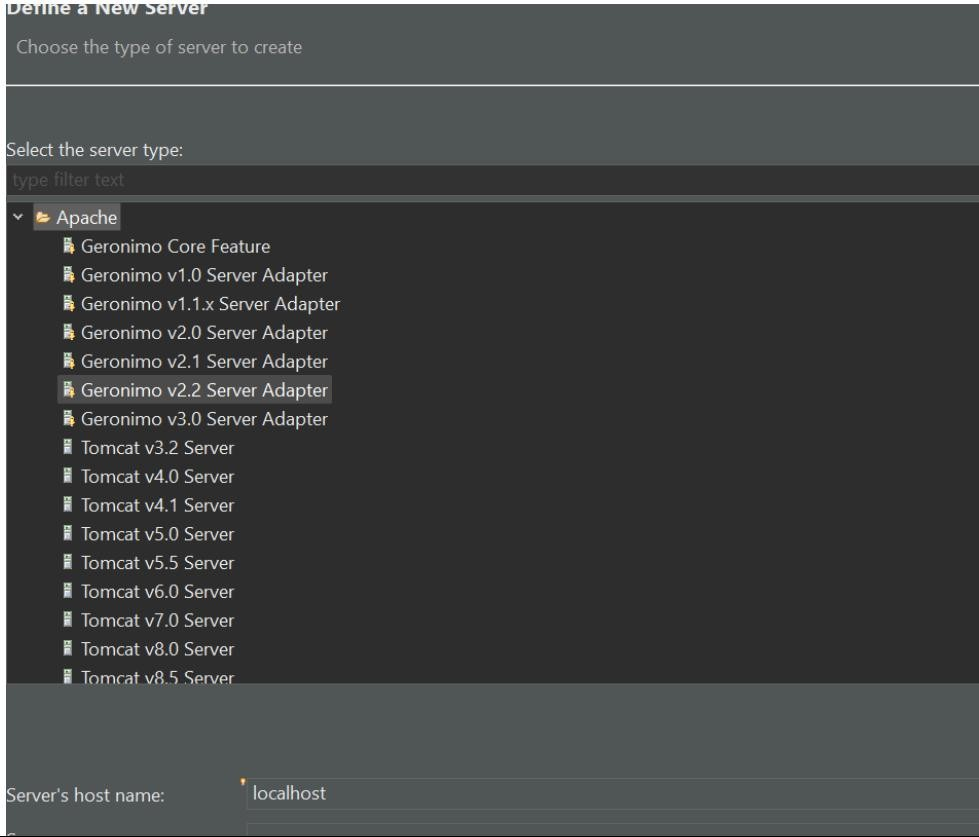 Define a New Server
Choose the type of server to create
Select the server type:
type filter text
Apache
Geronimo Core Feature
Geronimo v1.0 Server Adapter
Geronimo v1.1.x Server Adapter
Geronimo v2.0 Server Adapter
Geronimo v2.1 Server Adapter
Geronimo v2.2 Server Adapter
Geronimo v3.0 Server Adapter
Tomcat v3.2 Server
Tomcat v4.0 Server
Tomcat v4.1 Server
Tomcat v5.0 Server
Tomcat v5.5 Server
Tomcat v6.0 Server
Tomcat v7.0 Server
Tomcat v8.0 Server
Tomcat v8.5 Server
Server's host name: localhost